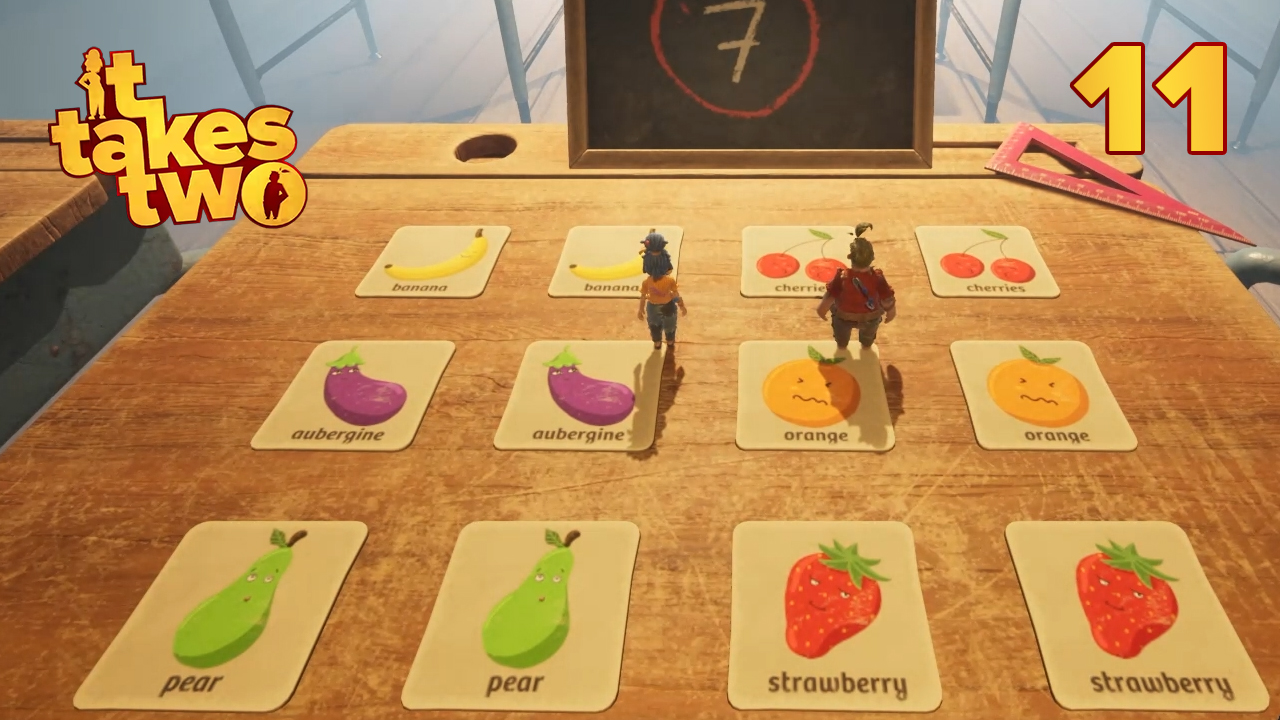 it
takes
two
11
7
banana
banana
cherries
cherries
aubergine
aubergine
orange
orange
pear
pear
strawberry
strawberry